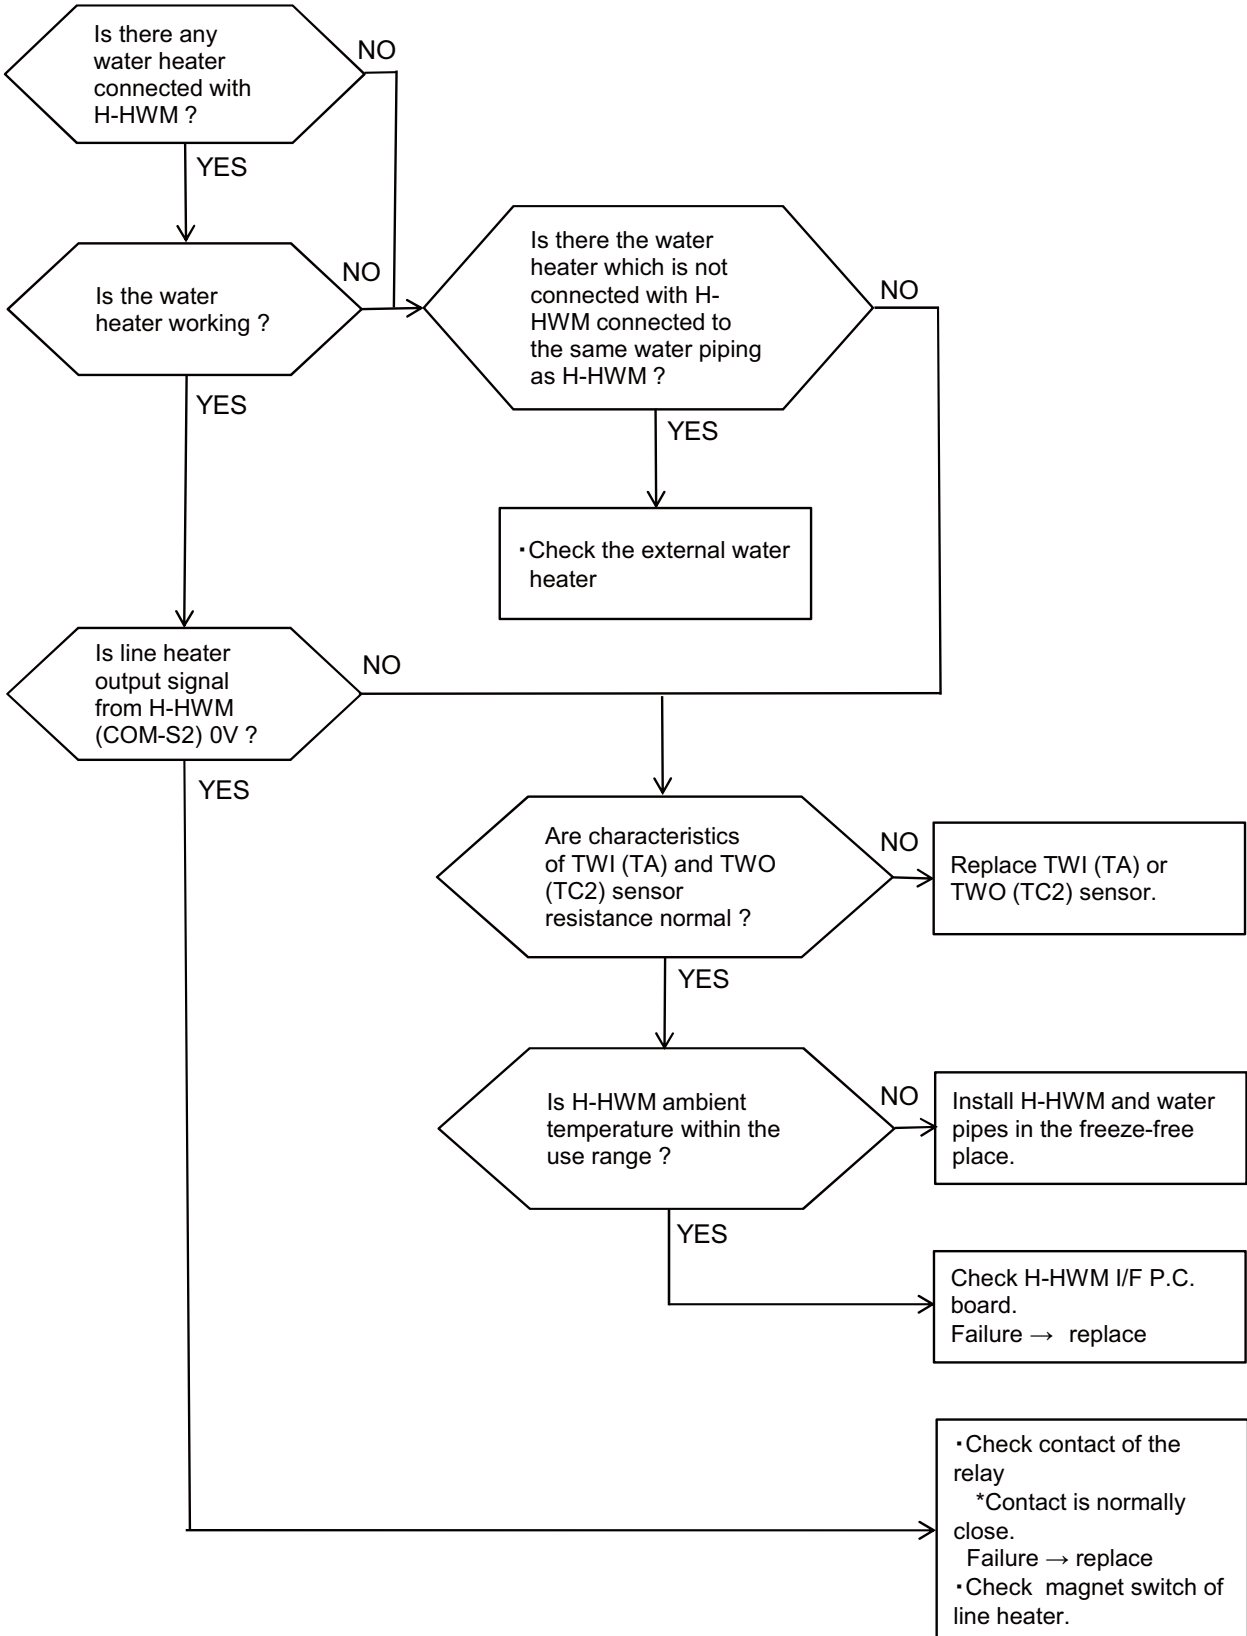 Is there any
water heater
connected with
H-HWM ?
NO
YES
Is the water
heater working ?
NO
YES
Is there the water
heater which is not
connected with H-
HWM connected to
the same water piping
as H-HWM ?
NO
YES
・Check the external water
heater
Is line heater
output signal
from H-HWM
(COM-S2) 0V ?
NO
YES
Are characteristics
of TWI (TA) and TWO
(TC2) sensor
resistance normal ?
NO
Replace TWI (TA) or
TWO (TC2) sensor.
YES
Is H-HWM ambient
temperature within the
use range ?
NO
Install H-HWM and water
pipes in the freeze-free
place.
YES
Check H-HWM I/F P.C.
board.
Failure → replace
・Check contact of the
relay
*Contact is normally
close.
Failure → replace
・Check magnet switch of
line heater.